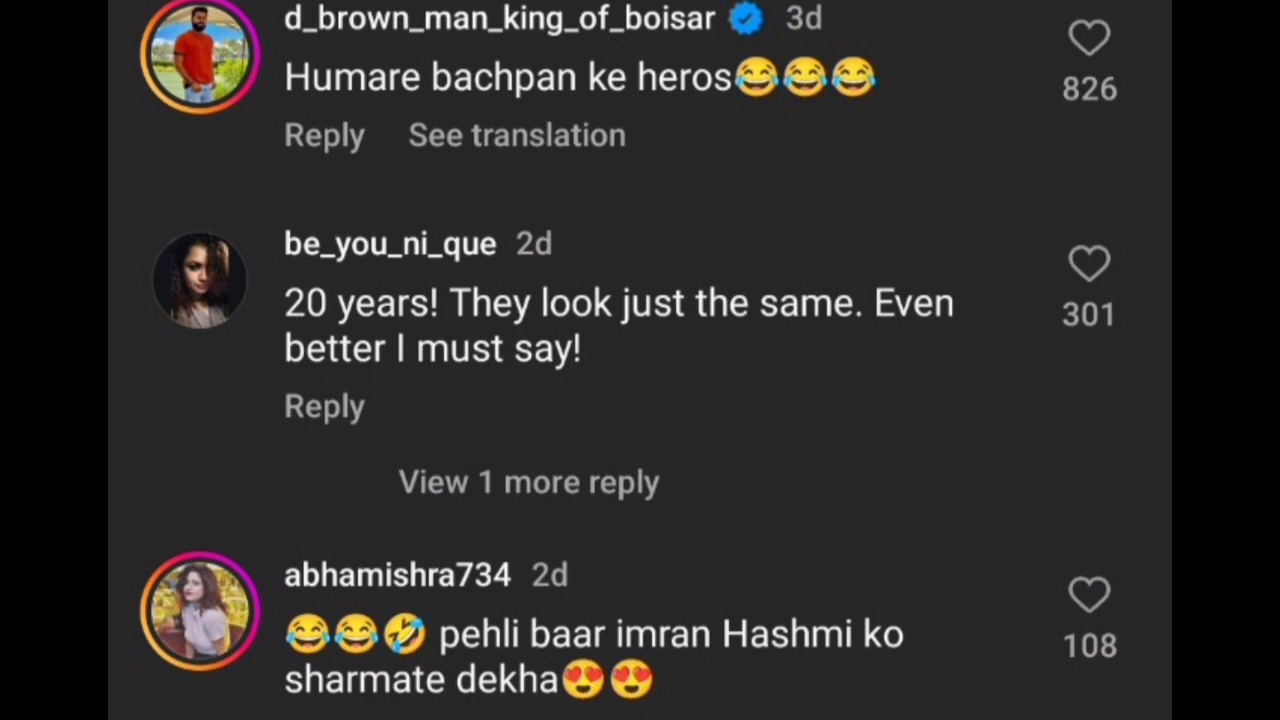 d_brown_man_king_of_boisar 3d
Humare bachpan ke heros😂😂😂
826
Reply See translation
be_you_ni_que 2d
20 years! They look just the same. Even
better I must say!
301
Reply
View 1 more reply
abhamishra734 2d
😂😂🤣 pehli baar imran Hashmi ko
sharmate dekha😍😍
108